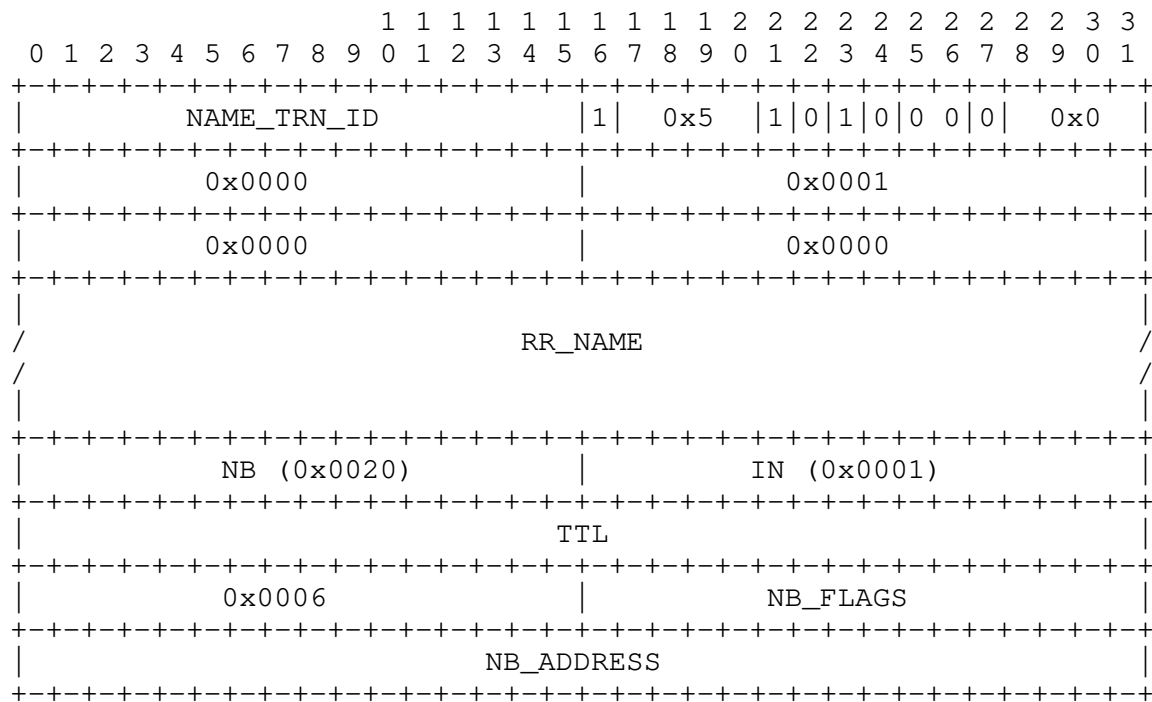 1 1 1 1 1 1 1 1 1 1 2 2 2 2 2 2 2 2 2 2 3 3
 0 1 2 3 4 5 6 7 8 9 0 1 2 3 4 5 6 7 8 9 0 1 2 3 4 5 6 7 8 9 0 1
+-+-+-+-+-+-+-+-+-+-+-+-+-+-+-+-+-+-+-+-+-+-+-+-+-+-+-+-+-+-+-+-+
|         NAME_TRN_ID           |1|  0x5  |1|0|1|0|0 0|0|  0x0  |
+-+-+-+-+-+-+-+-+-+-+-+-+-+-+-+-+-+-+-+-+-+-+-+-+-+-+-+-+-+-+-+-+
|          0x0000               |           0x0001              |
+-+-+-+-+-+-+-+-+-+-+-+-+-+-+-+-+-+-+-+-+-+-+-+-+-+-+-+-+-+-+-+-+
|          0x0000               |           0x0000              |
+-+-+-+-+-+-+-+-+-+-+-+-+-+-+-+-+-+-+-+-+-+-+-+-+-+-+-+-+-+-+-+-+
|                                                               |
/                            RR_NAME                            /
/                                                               /
|                                                               |
+-+-+-+-+-+-+-+-+-+-+-+-+-+-+-+-+-+-+-+-+-+-+-+-+-+-+-+-+-+-+-+-+
|           NB (0x0020)         |         IN (0x0001)           |
+-+-+-+-+-+-+-+-+-+-+-+-+-+-+-+-+-+-+-+-+-+-+-+-+-+-+-+-+-+-+-+-+
|                              TTL                              |
+-+-+-+-+-+-+-+-+-+-+-+-+-+-+-+-+-+-+-+-+-+-+-+-+-+-+-+-+-+-+-+-+
|           0x0006              |          NB_FLAGS             |
+-+-+-+-+-+-+-+-+-+-+-+-+-+-+-+-+-+-+-+-+-+-+-+-+-+-+-+-+-+-+-+-+
|                          NB_ADDRESS                           |
+-+-+-+-+-+-+-+-+-+-+-+-+-+-+-+-+-+-+-+-+-+-+-+-+-+-+-+-+-+-+-+-+